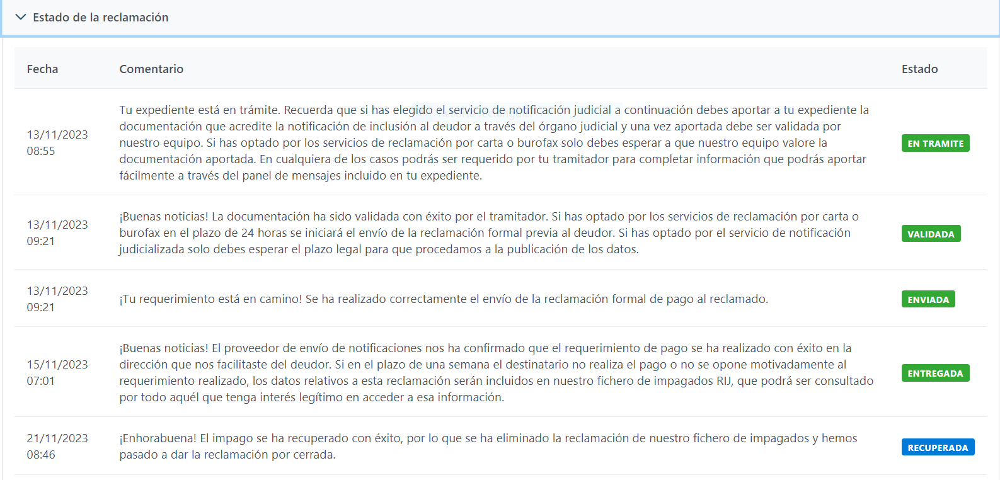 Estado de la reclamación
Fecha Comentario Estado
Tu expediente está en trámite. Recuerda que si has elegido el servicio de notificación judicial a continuación debes aportar a tu expediente la
documentación que acredite la notificación de inclusión al deudor a través del órgano judicial y una vez aportada debe ser validada por
13/11/2023
nuestro equipo. Si has optado por los servicios de reclamación por carta o burofax solo debes esperar a que nuestro equipo valore la
EN TRAMITE
08:55
documentación aportada. En cualquiera de los casos podrás ser requerido por tu tramitador para completar información que podrás aportar
fácilmente a través del panel de mensajes incluido en tu expediente.
¡Buenas noticias! La documentación ha sido validada con éxito por el tramitador. Si has optado por los servicios de reclamación por carta o
13/11/2023
burofax en el plazo de 24 horas se iniciará el envío de la reclamación formal previa al deudor. Si has optado por el servicio de notificación
VALIDADA
09:21
judicializada solo debes esperar el plazo legal para que procedamos a la publicación de los datos.
13/11/2023
¡Tu requerimiento está en camino! Se ha realizado correctamente el envío de la reclamación formal de pago al reclamado.
ENVIADA
09:21
¡Buenas noticias! El proveedor de envío de notificaciones nos ha confirmado que el requerimiento de pago se ha realizado con éxito en la
15/11/2023
dirección que nos facilitaste del deudor. Si en el plazo de una semana el destinatario no realiza el pago o no se opone motivadamente al
ENTREGADA
07:01
requerimiento realizado, los datos relativos a esta reclamación serán incluidos en nuestro fichero de impagados RIJ, que podrá ser consultado
por todo aquél que tenga interés legítimo en acceder a esa información.
21/11/2023
¡Enhorabuena! El impago se ha recuperado con éxito, por lo que se ha eliminado la reclamación de nuestro fichero de impagados y hemos
RECUPERADA
08:46
pasado a dar la reclamación por cerrada.